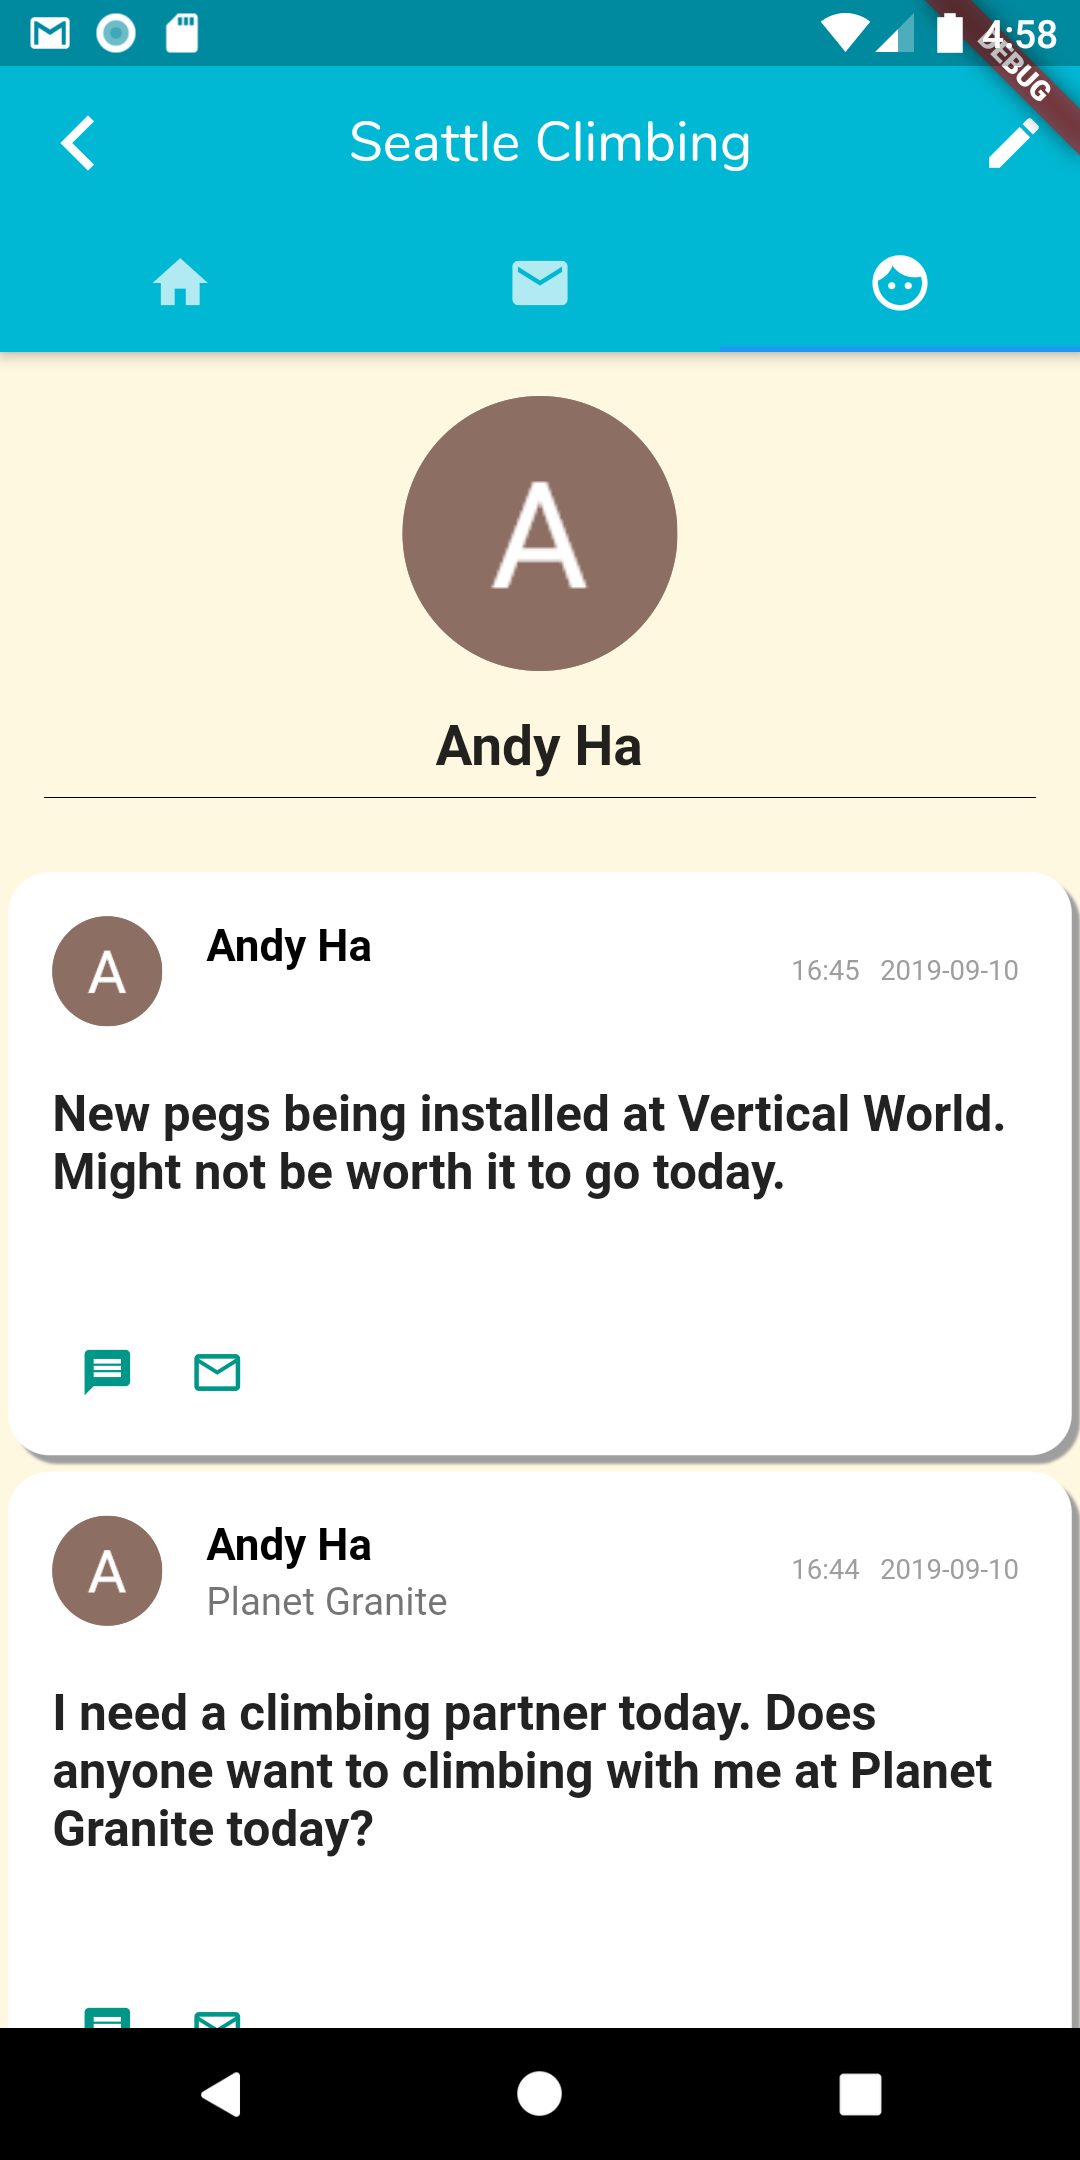 4:58
DEBUG
Seattle Climbing
A
Andy Ha
A
Andy Ha
16:45 2019-09-10
New pegs being installed at Vertical World.
Might not be worth it to go today.
A
Andy Ha
16:44 2019-09-10
Planet Granite
I need a climbing partner today. Does
anyone want to climbing with me at Planet
Granite today?